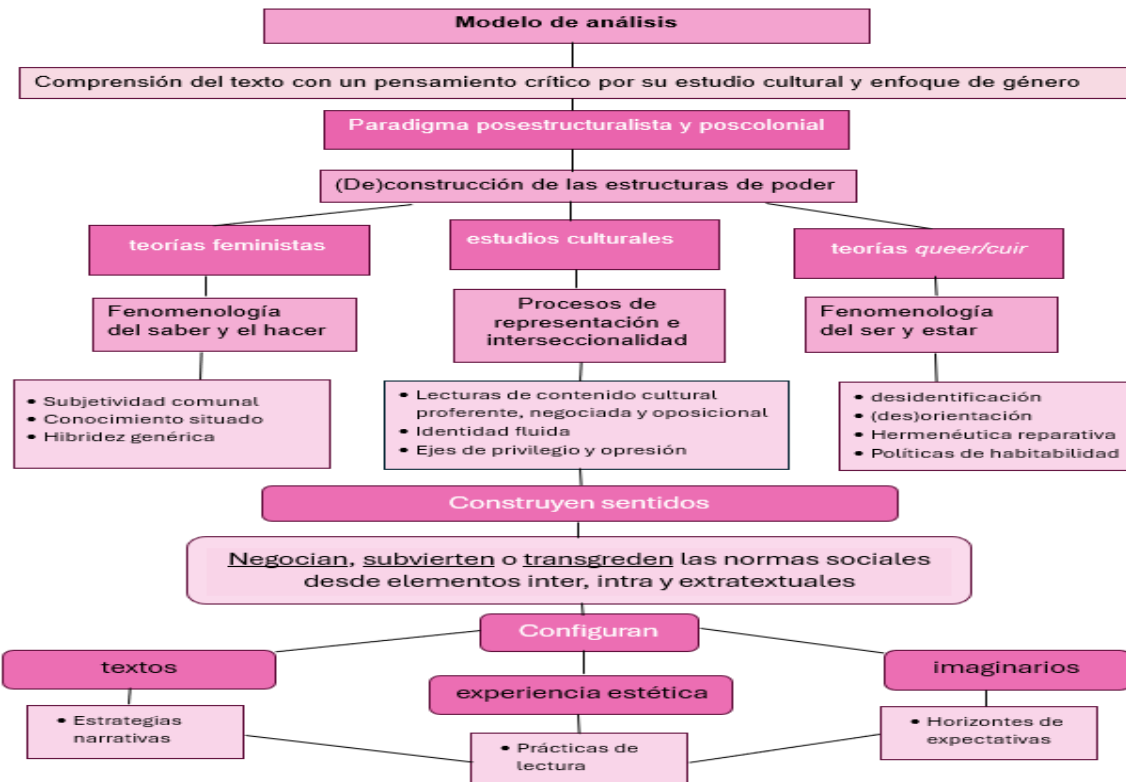 Modelo de análisis
Comprensión del texto con un pensamiento crítico por su estudio cultural y enfoque de género
Paradigma posestructuralista y poscolonial
(De)construcción de las estructuras de poder
teorías feministas
estudios culturales
teorías queer/cuir
Fenomenología
del saber y el hacer
Procesos de
representación e
interseccionalidad
Fenomenología
del ser y estar
• Subjetividad comunal
• Conocimiento situado
• Hibridez genérica
• Lecturas de contenido cultural
proferente, negociada y oposicional
• Identidad fluida
• Ejes de privilegio y opresión
• desidentificación
• (des)orientación
• Hermenéutica reparativa
• Políticas de habitabilidad
Construyen sentidos
Negocian, subvierten o transgreden las normas sociales
desde elementos inter, intra y extratextuales
Configuran
textos
experiencia estética
imaginarios
• Estrategias
narrativas
• Prácticas de
lectura
• Horizontes de
expectativas